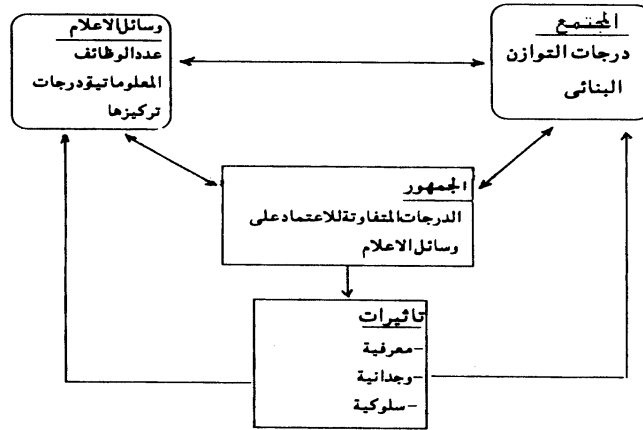 المجتمع
درجات التوازن
البنائى
وسائل الاعلام
عدد الوظائف
المعلوماتية ودرجات
تركيزها
الجمهور
الدرجات المتفاوتة للاعتماد على
وسائل الاعلام
تاثيرات
-معرفية
-وجدانية
-سلوكية